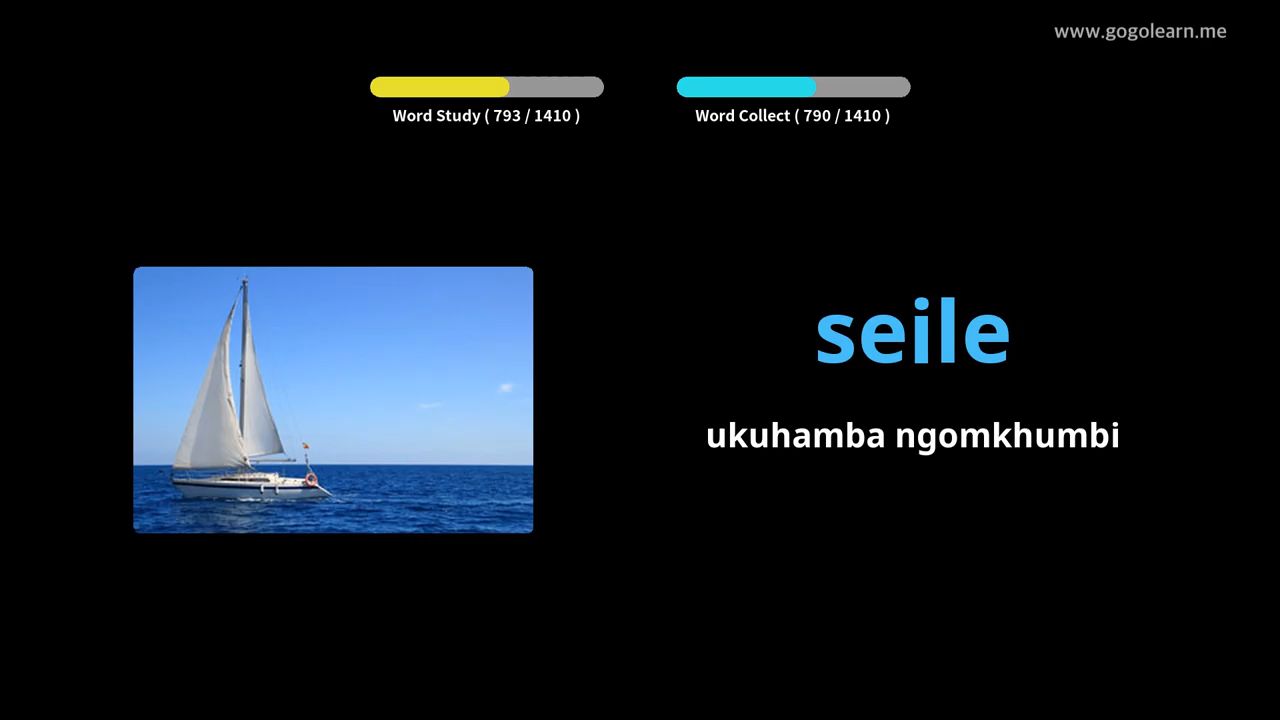 www.gogolearn.me
Word Study ( 793 / 1410 )
Word Collect ( 790 / 1410 )
seile
ukuhamba ngomkhumbi